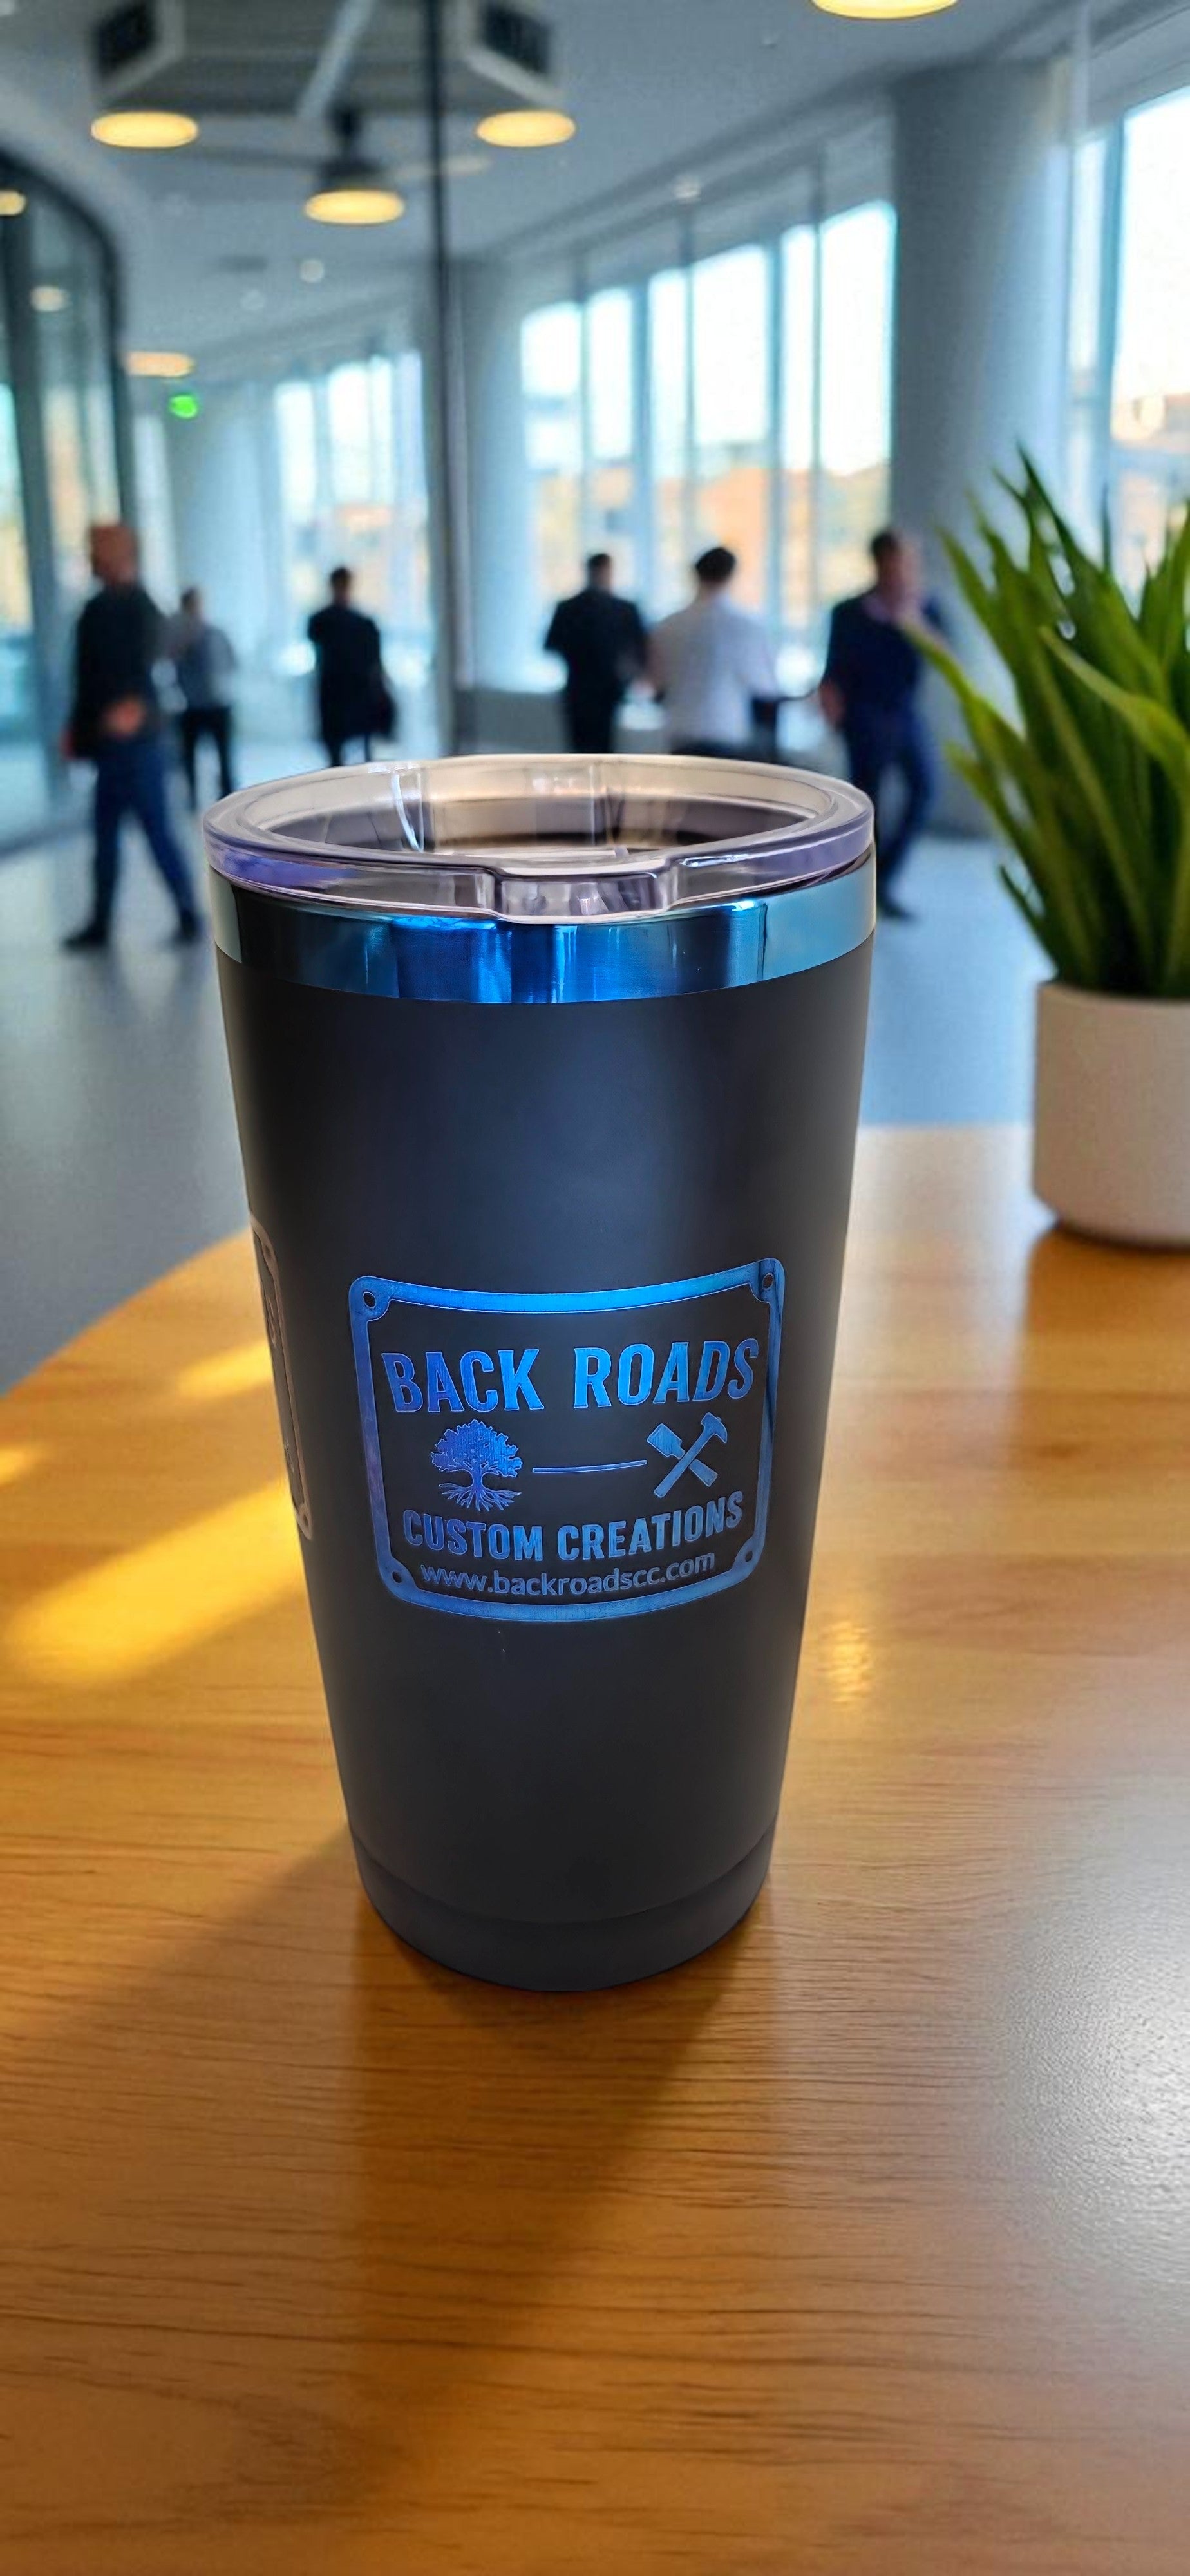 BACK ROADS
CUSTOM CREATIONS
www.backroadscc.com